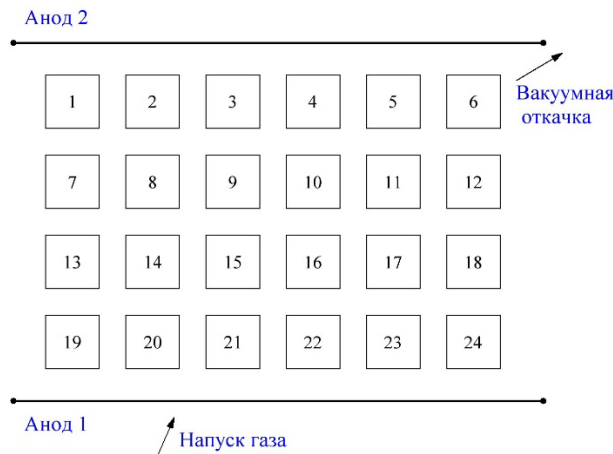 Анод 2
Вакуумная
откачка
1 2 3 4 5 6
7 8 9 10 11 12
13 14 15 16 17 18
19 20 21 22 23 24
Анод 1
Напуск газа